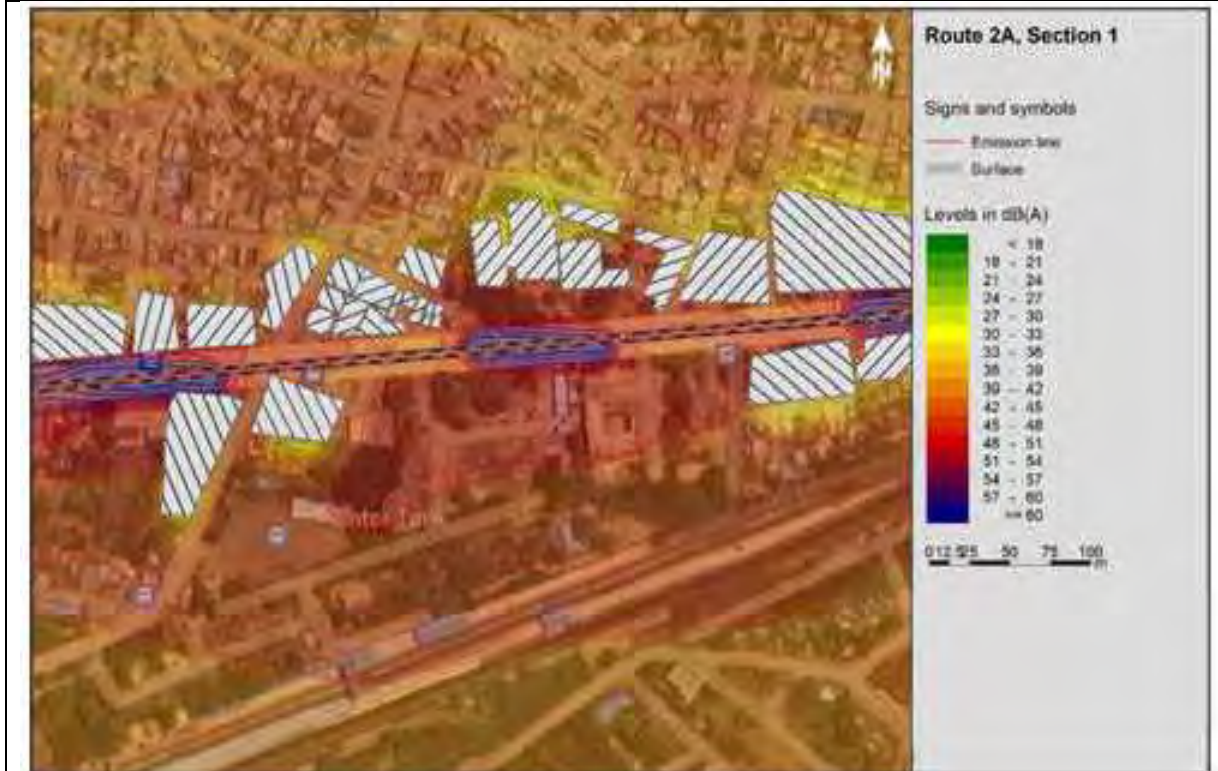 N
Route 2A, Section 1
Signs and symbols
Emission line
Surface
Levels in dB(A)
< 18
18 - 21
21 - 24
24 - 27
27 - 30
30 - 33
33 - 36
36 - 39
39 - 42
42 - 45
45 - 48
48 - 51
51 - 54
54 - 57
57 - 60
>= 60
50 75 100
m